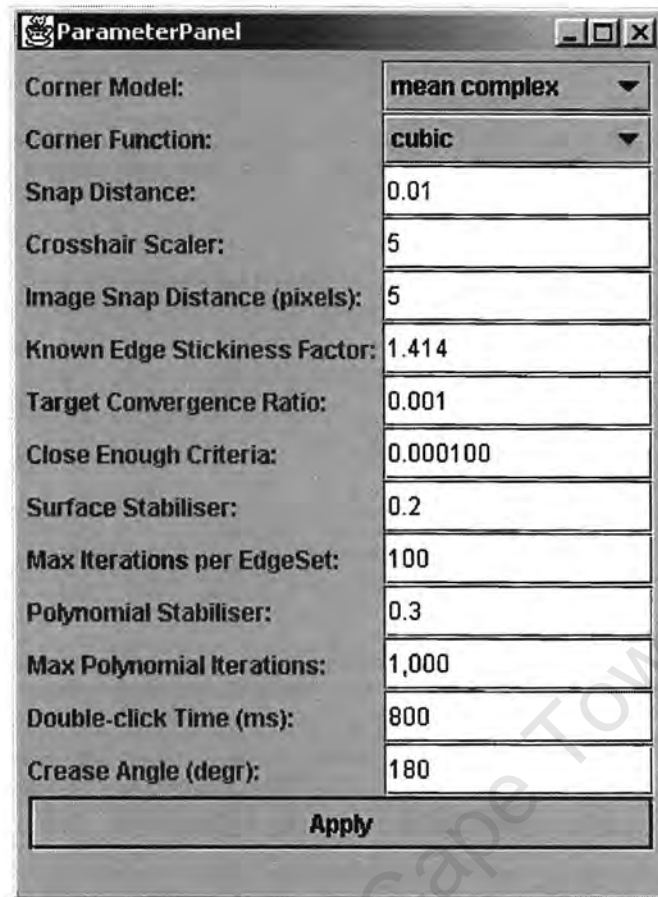 ParameterPanel
Corner Model: mean complex
Corner Function: cubic
Snap Distance: 0.01
Crosshair Scaler: 5
Image Snap Distance (pixels): 5
Known Edge Stickiness Factor: 1.414
Target Convergence Ratio: 0.001
Close Enough Criteria: 0.000100
Surface Stabiliser: 0.2
Max Iterations per EdgeSet: 100
Polynomial Stabiliser: 0.3
Max Polynomial Iterations: 1,000
Double-click Time (ms): 800
Crease Angle (degr): 180
Apply
Cape Tow